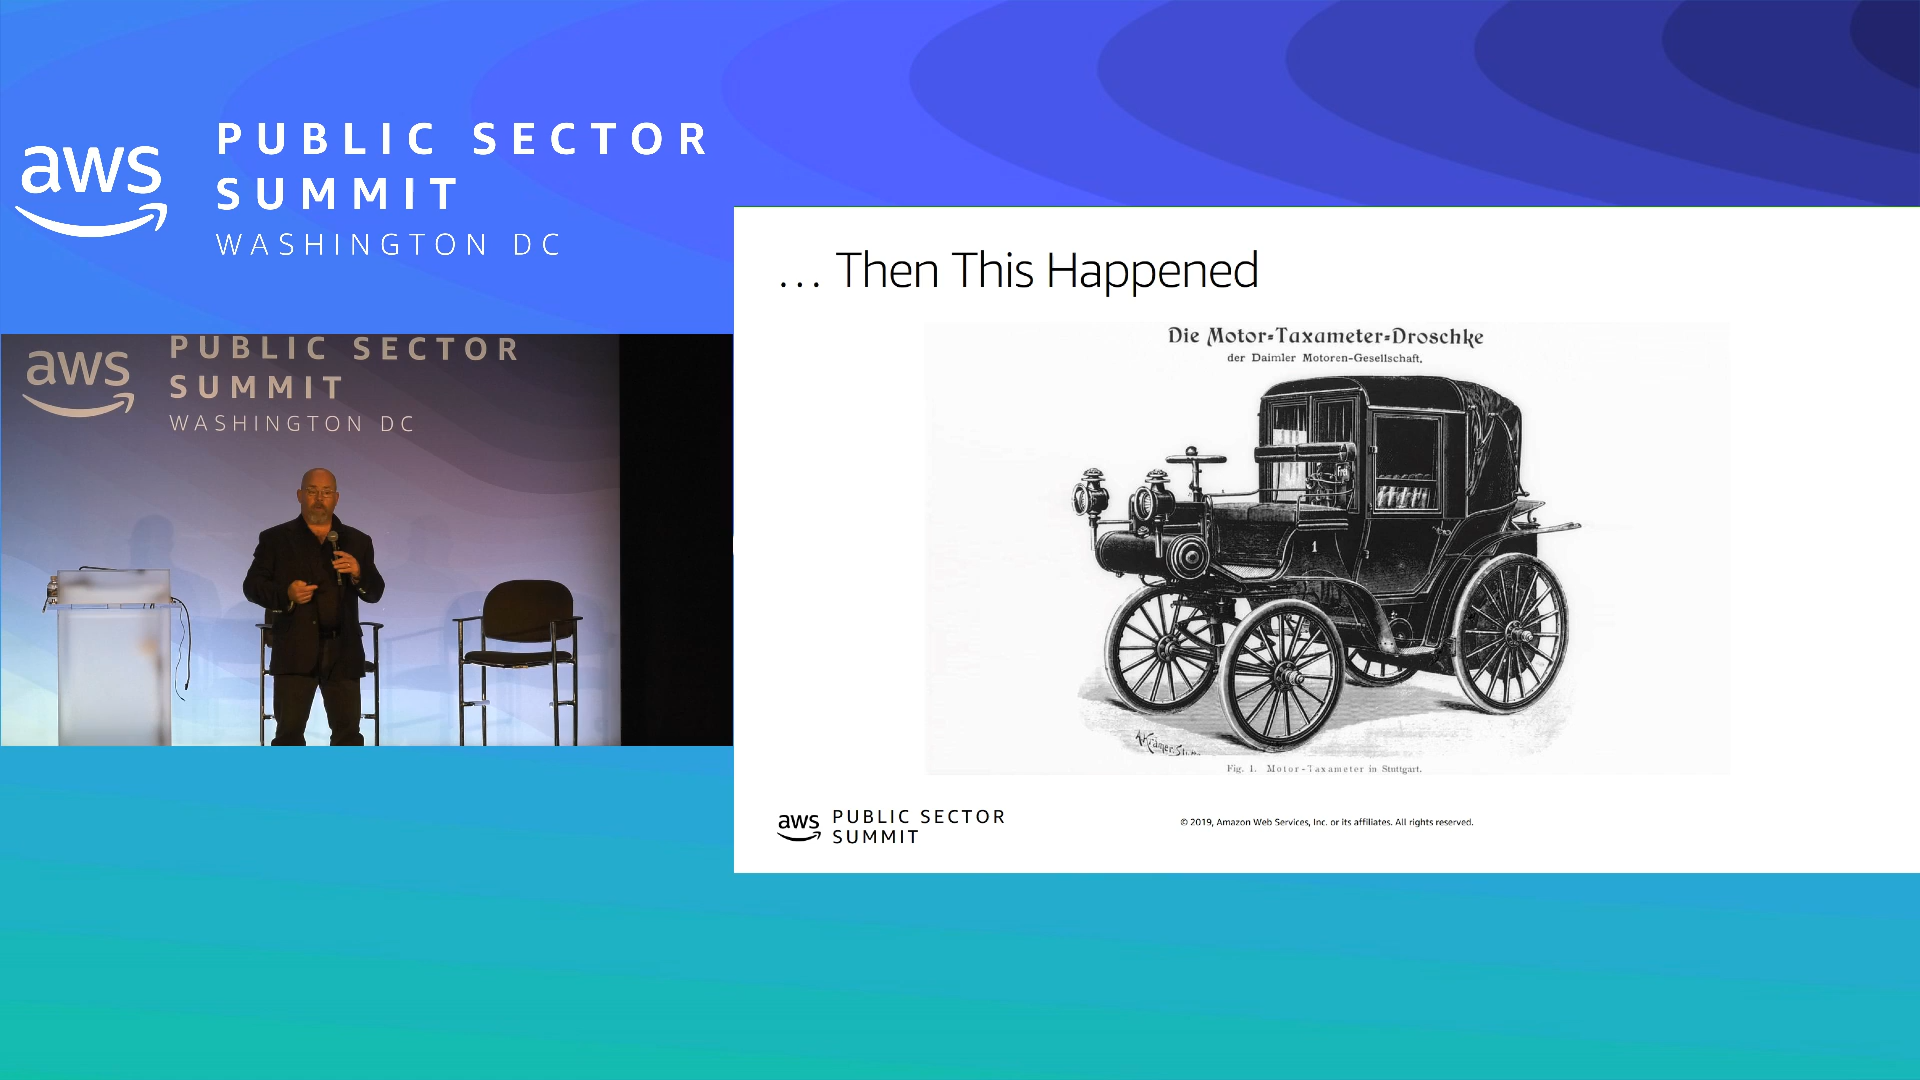 aws
PUBLIC SECTOR
SUMMIT
WASHINGTON DC
aws
PUBLIC SECTOR
SUMMIT
WASHINGTON DC
... Then This Happened
Die Motor-Taxameter-Droschke
der Daimler Motoren-Gesellschaft.
1
Fig. 1. Motor-Taxameter in Stuttgart.
aws
PUBLIC SECTOR
SUMMIT
© 2019, Amazon Web Services, Inc. or its affiliates. All rights reserved.